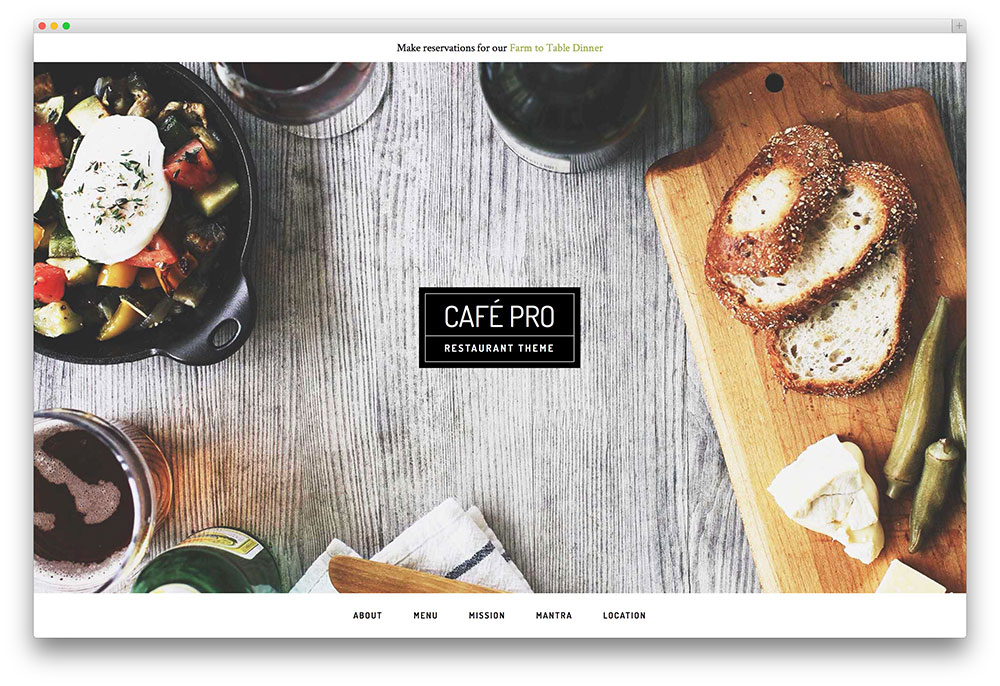 Make reservations for our Farm to Table Dinner
CAFÉ PRO
RESTAURANT THEME
ABOUT MENU MISSION MANTRA LOCATION